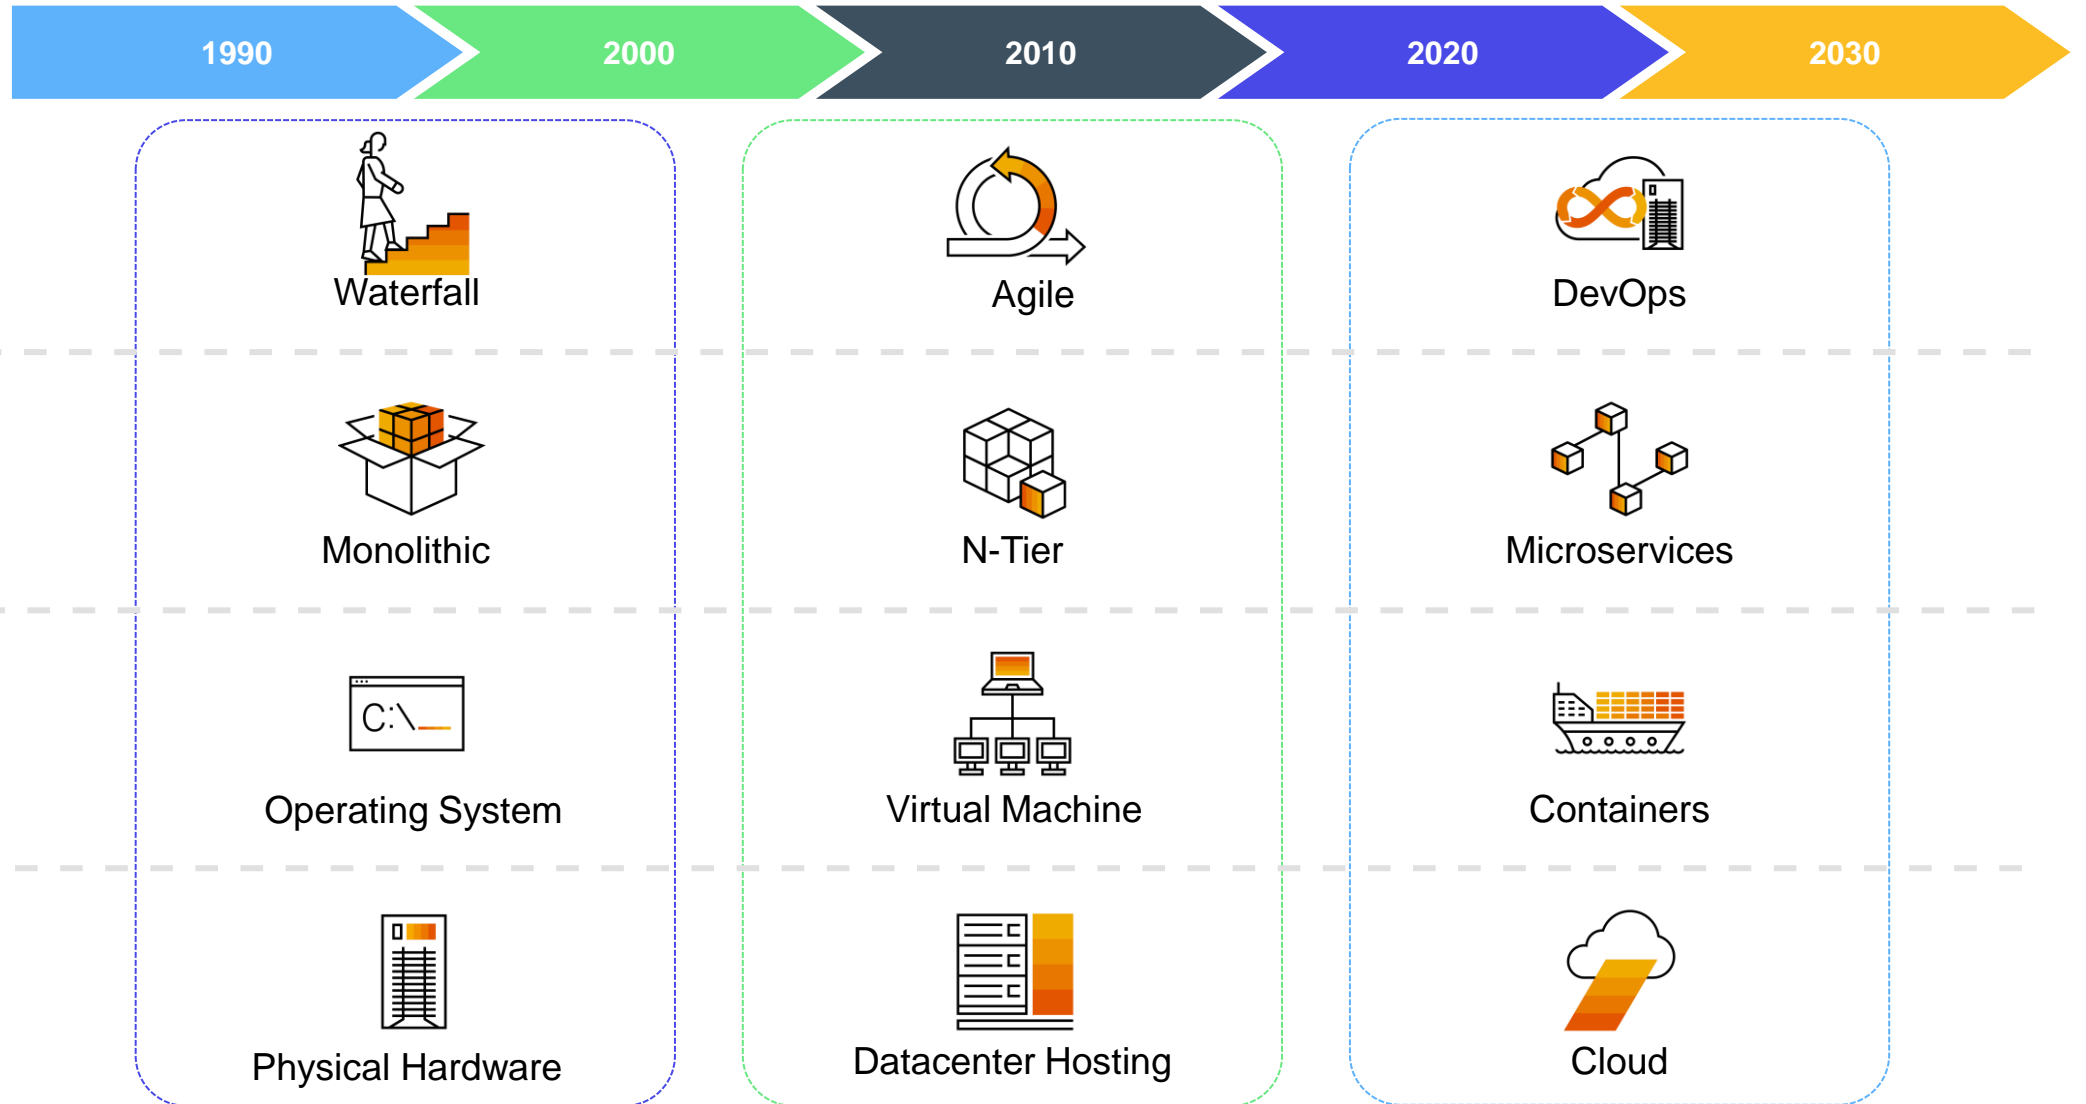 1990 2000 2010 2020 2030
Waterfall Agile DevOps
Monolithic N-Tier Microservices
C:\_
Operating System Virtual Machine Containers
Physical Hardware Datacenter Hosting Cloud